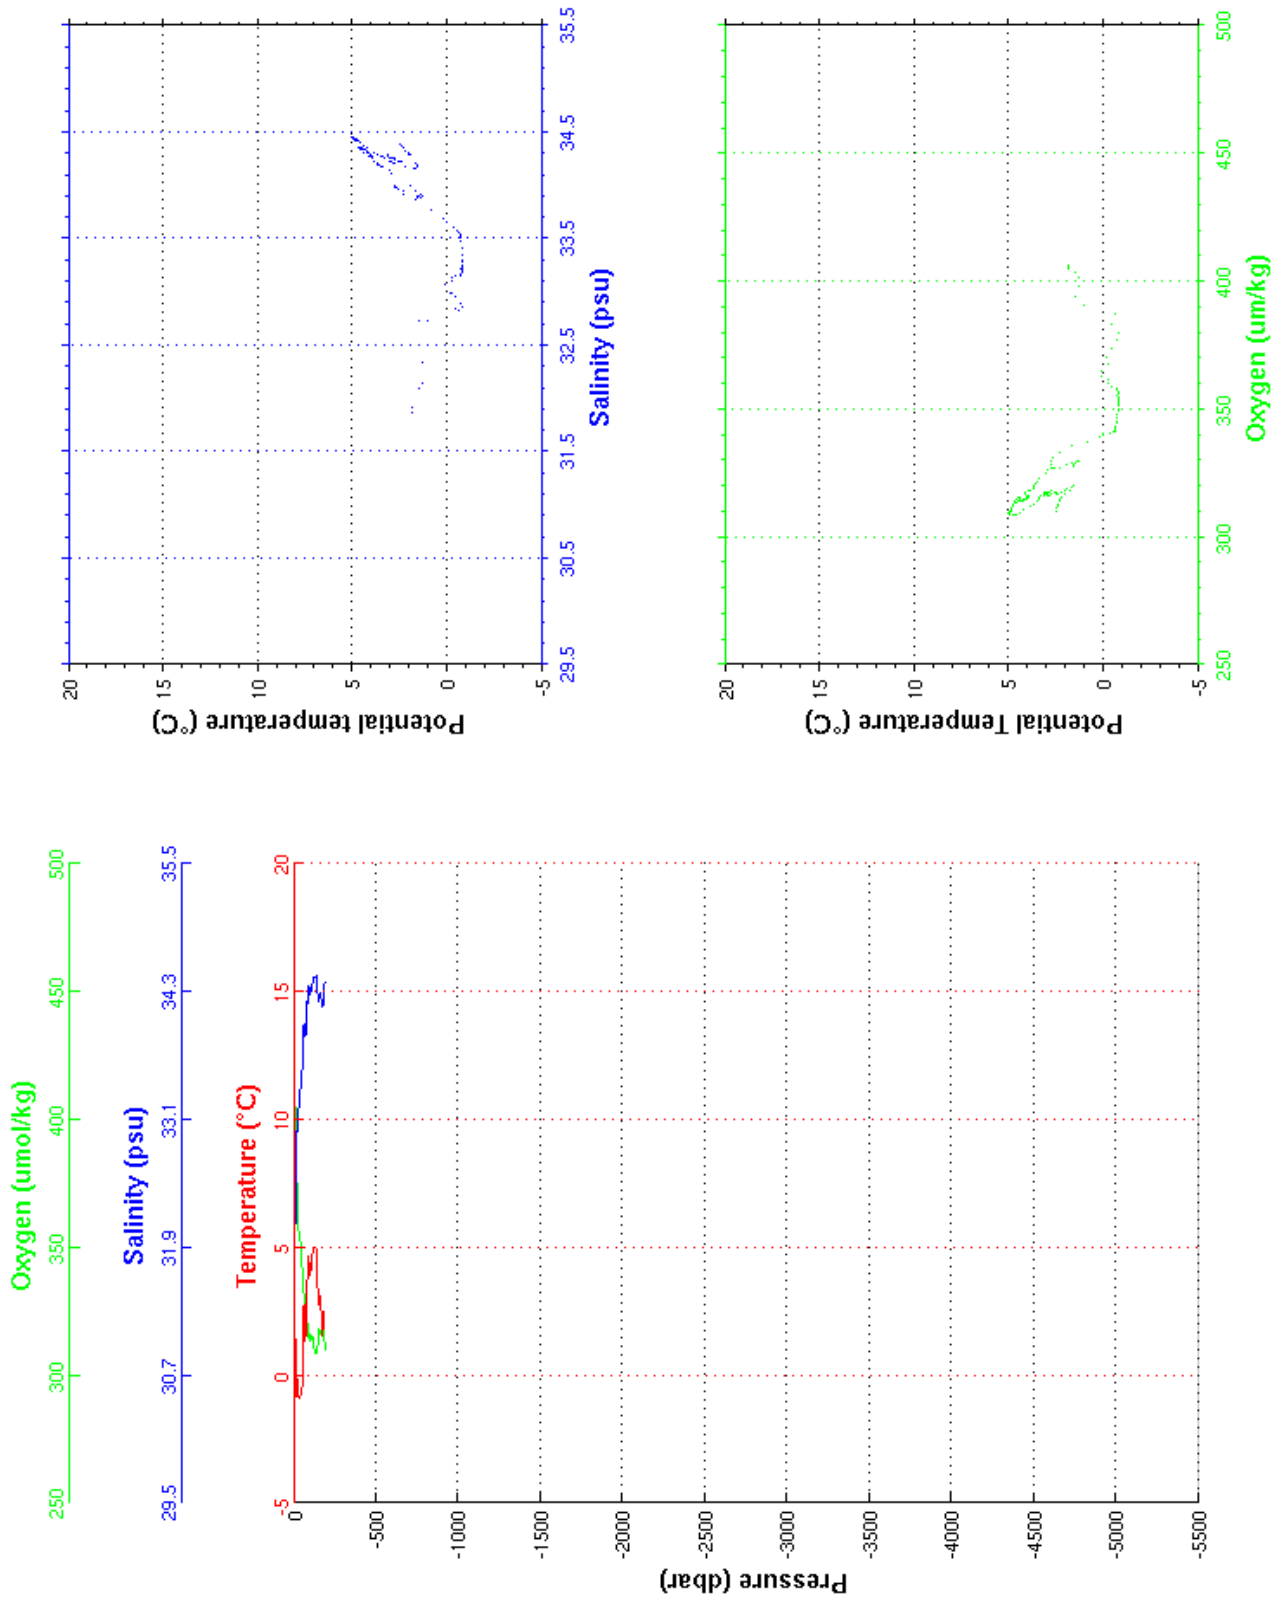 Oxygen (umol/kg)
250 300 350 400 450 500
Salinity (psu)
29.5 30.7 31.9 33.1 34.3 35.5
Temperature (°C)
-5 0 5 10 15 20
0
-500
-1000
-1500
-2000
-2500
-3000
-3500
-4000
-4500
-5000
-5500
Pressure (dbar)
20
15
10
5
0
-5
Potential temperature (°C)
29.5 30.5 31.5 32.5 33.5 34.5 35.5
Salinity (psu)
20
15
10
5
0
-5
Potential Temperature (°C)
250 300 350 400 450 500
Oxygen (um/kg)